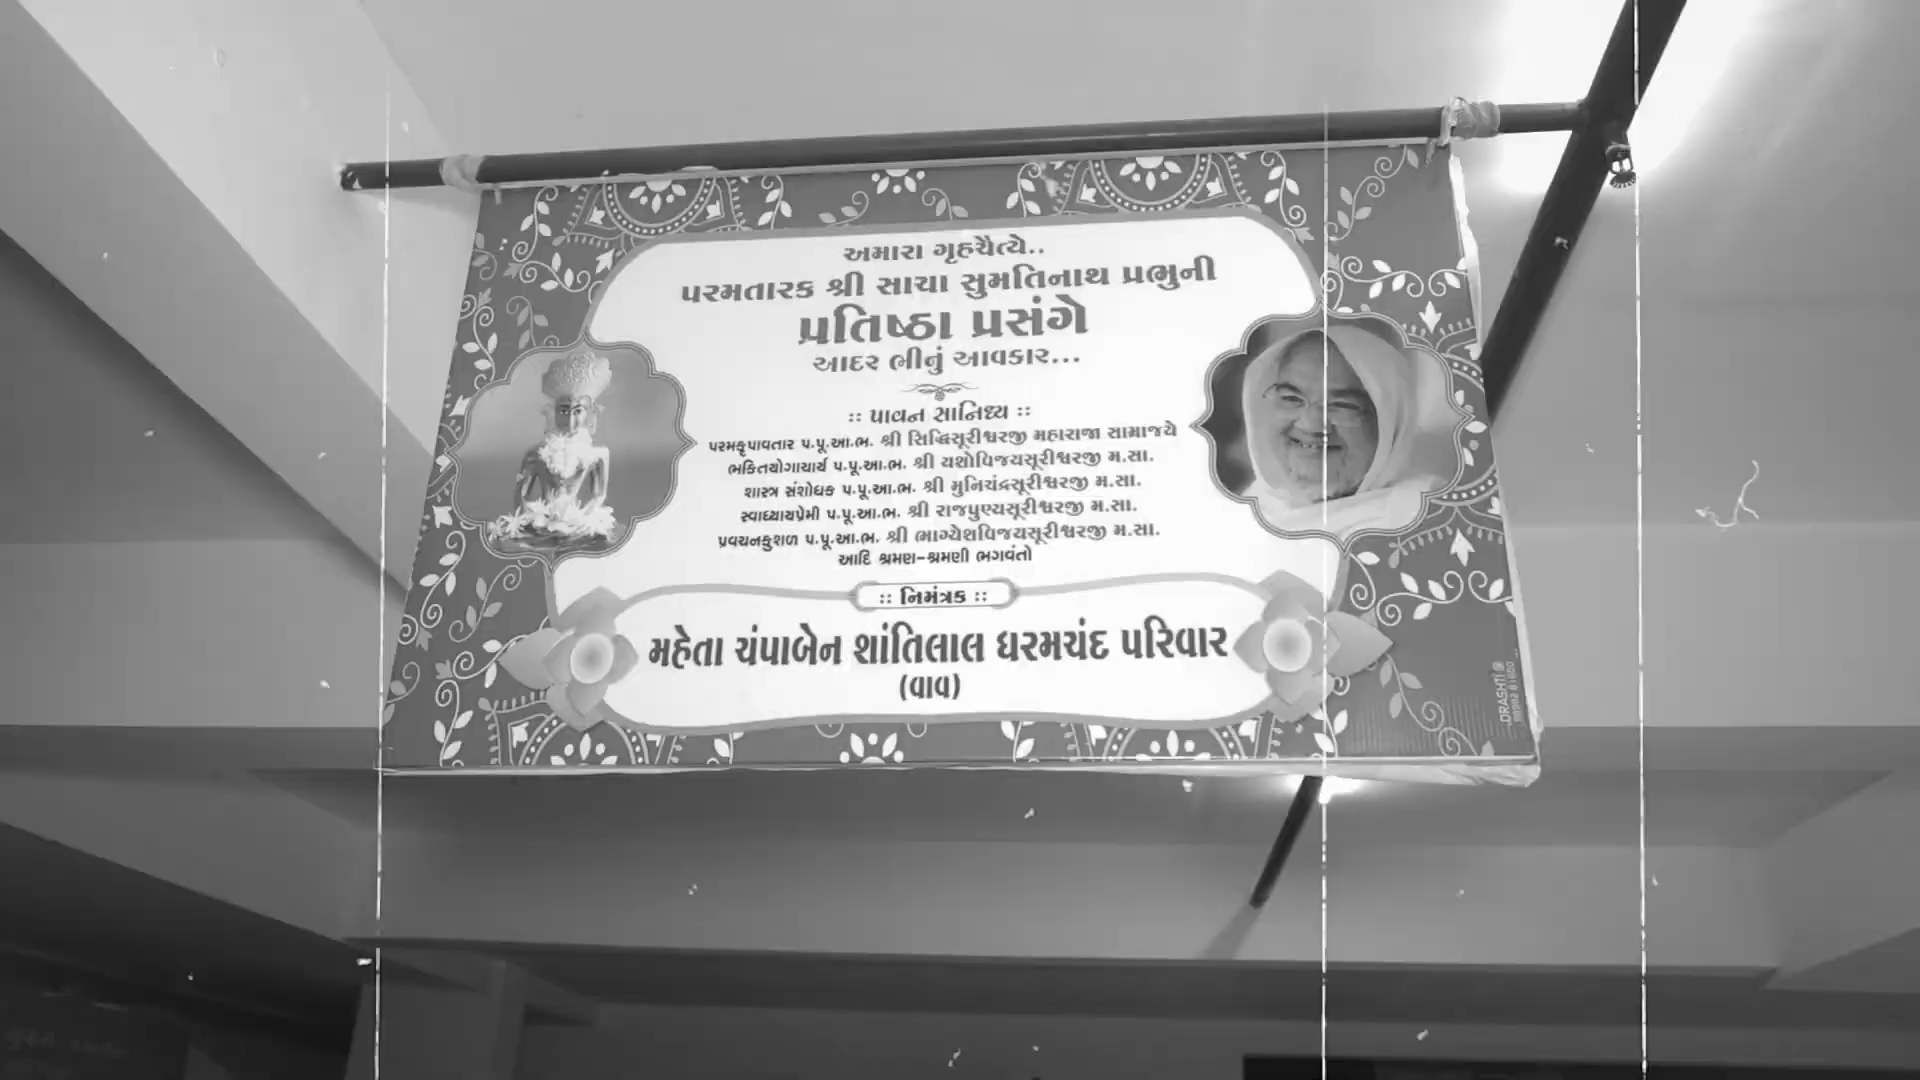 અમારા ગૃહચૈત્યે..
પરમતારક શ્રી સાચા સુમતિનાથ પ્રભુની
પ્રતિષ્ઠા પ્રસંગે
આદર ભીનું આવકાર...
:: પાવન સાનિધ્ય ::
પરમકૃપાવતાર પ.પૂ.આ.ભ. શ્રી સિદ્ધિસૂરીશ્વરજી મહારાજા સામ્રાજ્યે
ભક્તિયોગાચાર્ય પ.પૂ.આ.ભ. શ્રી યશોવિજયસૂરીશ્વરજી મ.સા.
શાસ્ત્ર સંશોધક પ.પૂ.આ.ભ. શ્રી મુનિચંદ્રસૂરીશ્વરજી મ.સા.
સ્વાધ્યાયપ્રેમી પ.પૂ.આ.ભ. શ્રી રાજપુણ્યસૂરીશ્વરજી મ.સા.
પ્રવચનકુશળ પ.પૂ.આ.ભ. શ્રી ભાગ્યેશવિજયસૂરીશ્વરજી મ.સા.
આદિ શ્રમણ-શ્રમણી ભગવંતો
:: નિમંત્રક ::
મહેતા ચંપાબેન શાંતિલાલ ધરમચંદ પરિવાર
(વાવ)
DRASHTI @